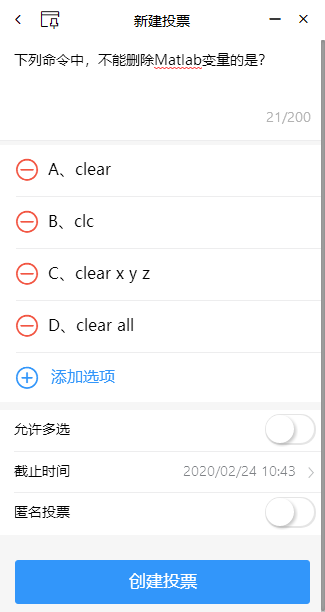 新建投票
下列命令中，不能删除Matlab变量的是?
21/200
A、clear
B、clc
C、clear x y z
D、clear all
添加选项
允许多选
截止时间 2020/02/24 10:43
匿名投票
创建投票